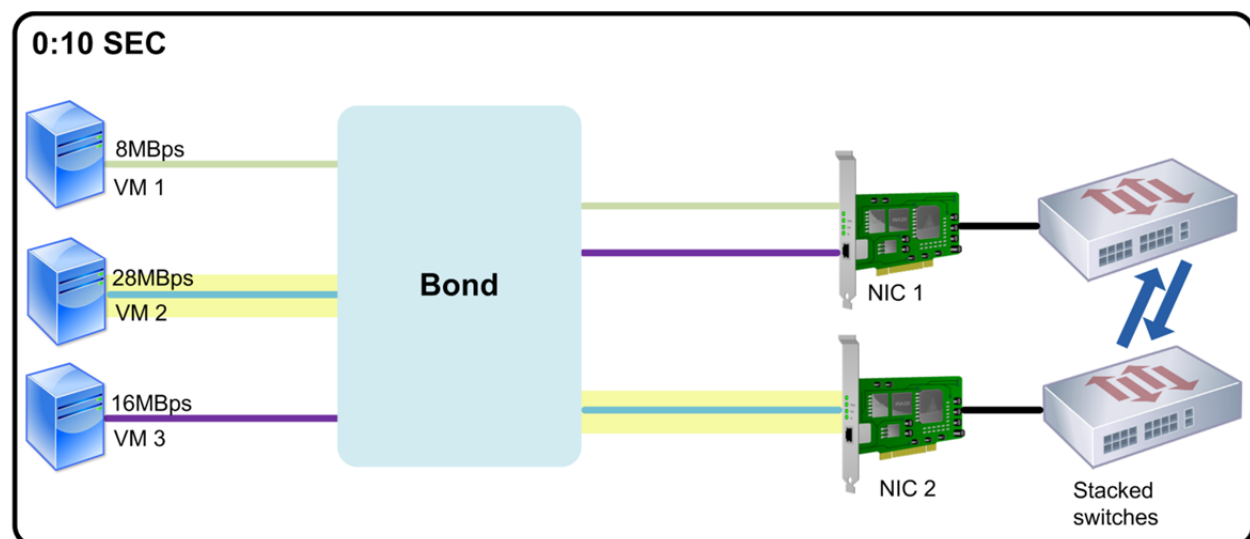 0:10 SEC
8MBps
VM 1
28MBps
VM 2
16MBps
VM 3
Bond
NIC 1
NIC 2
Stacked
switches